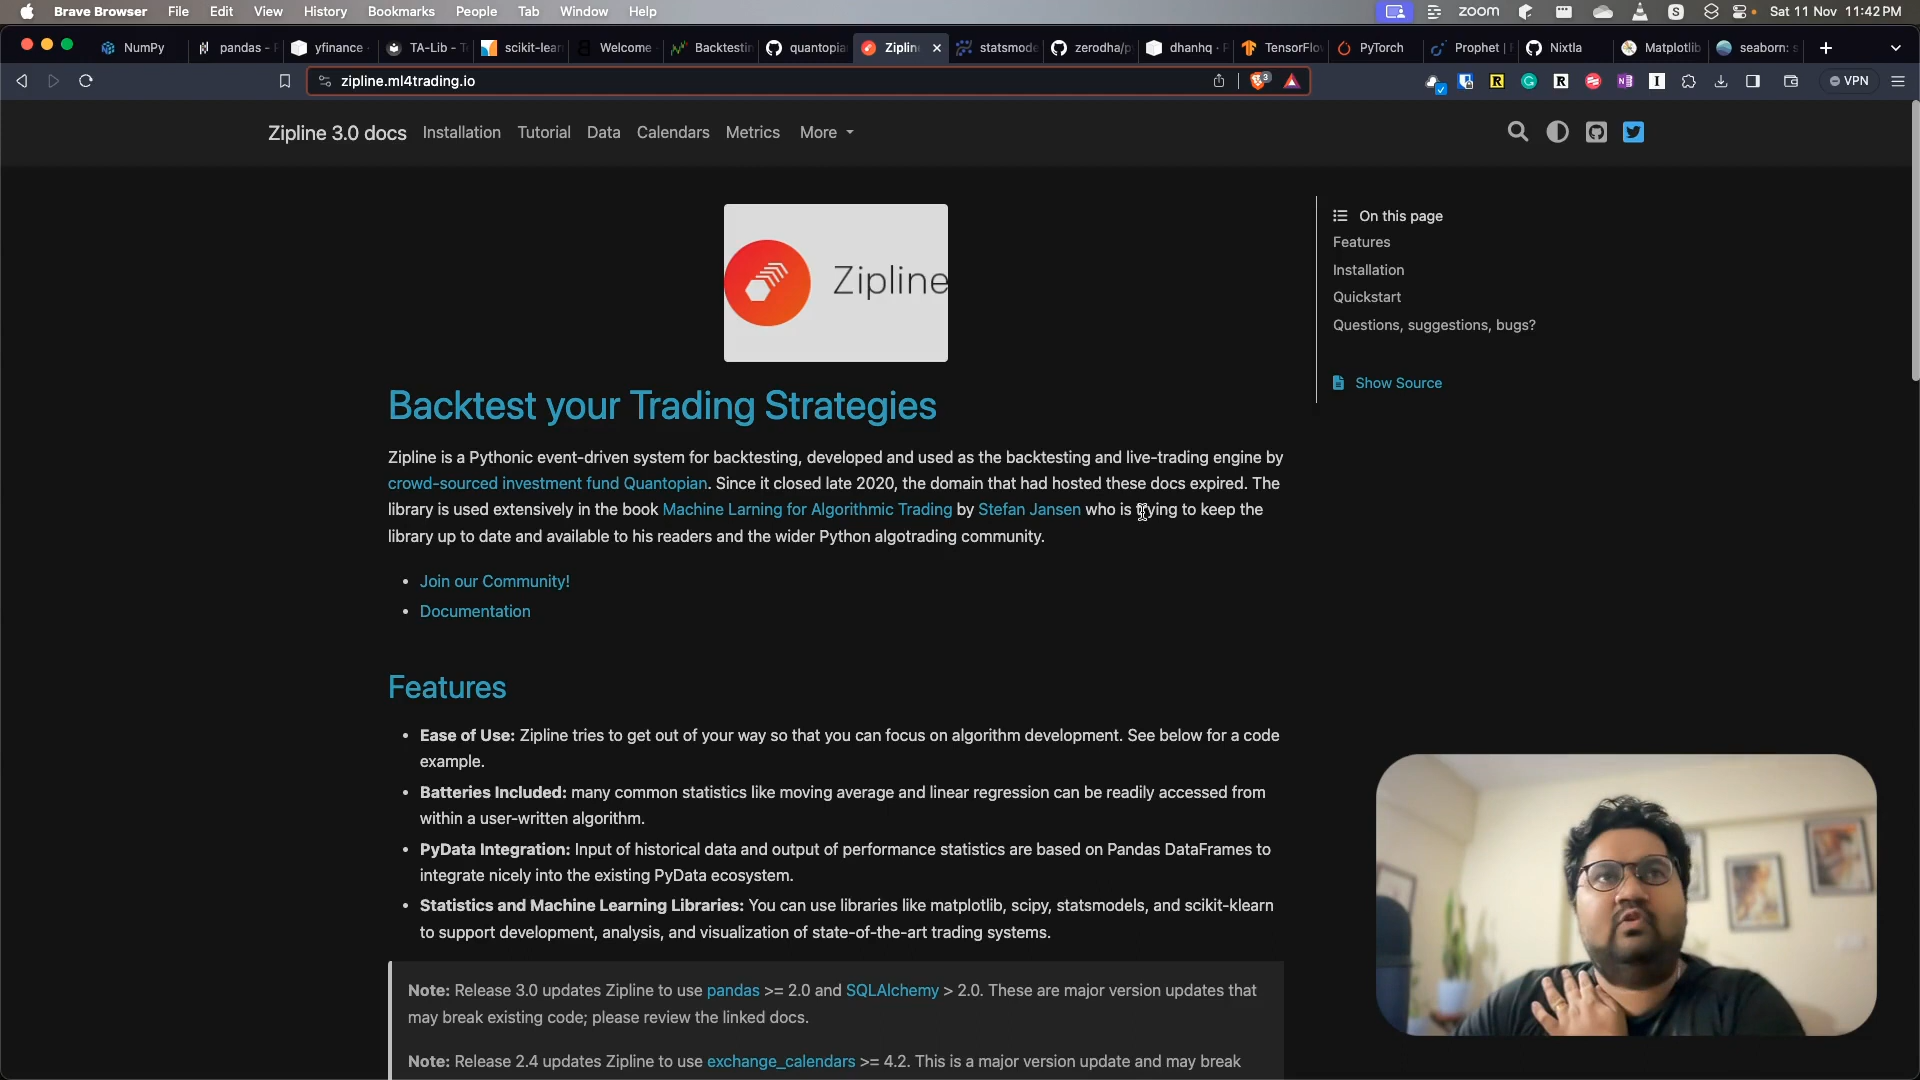 Brave Browser File Edit View History Bookmarks People Tab Window Help zoom S Sat 11 Nov 11:42 PM
NumPy pandas - yfinance TA-Lib - scikit-lear Welcome Backtestin quantopia Ziplin statsmode zerodha/p dhanhq · TensorFlo PyTorch Prophet | Nixtla Matplotlib seaborn: s
zipline.ml4trading.io 3 VPN
Zipline 3.0 docs Installation Tutorial Data Calendars Metrics More
Zipline
On this page
Features
Installation
Quickstart
Questions, suggestions, bugs?
Show Source
Backtest your Trading Strategies
Zipline is a Pythonic event-driven system for backtesting, developed and used as the backtesting and live-trading engine by
crowd-sourced investment fund Quantopian. Since it closed late 2020, the domain that had hosted these docs expired. The
library is used extensively in the book Machine Larning for Algorithmic Trading by Stefan Jansen who is trying to keep the
library up to date and available to his readers and the wider Python algotrading community.
• Join our Community!
• Documentation
Features
• Ease of Use: Zipline tries to get out of your way so that you can focus on algorithm development. See below for a code
example.
• Batteries Included: many common statistics like moving average and linear regression can be readily accessed from
within a user-written algorithm.
• PyData Integration: Input of historical data and output of performance statistics are based on Pandas DataFrames to
integrate nicely into the existing PyData ecosystem.
• Statistics and Machine Learning Libraries: You can use libraries like matplotlib, scipy, statsmodels, and scikit-klearn
to support development, analysis, and visualization of state-of-the-art trading systems.
Note: Release 3.0 updates Zipline to use pandas >= 2.0 and SQLAlchemy > 2.0. These are major version updates that
may break existing code; please review the linked docs.
Note: Release 2.4 updates Zipline to use exchange_calendars >= 4.2. This is a major version update and may break